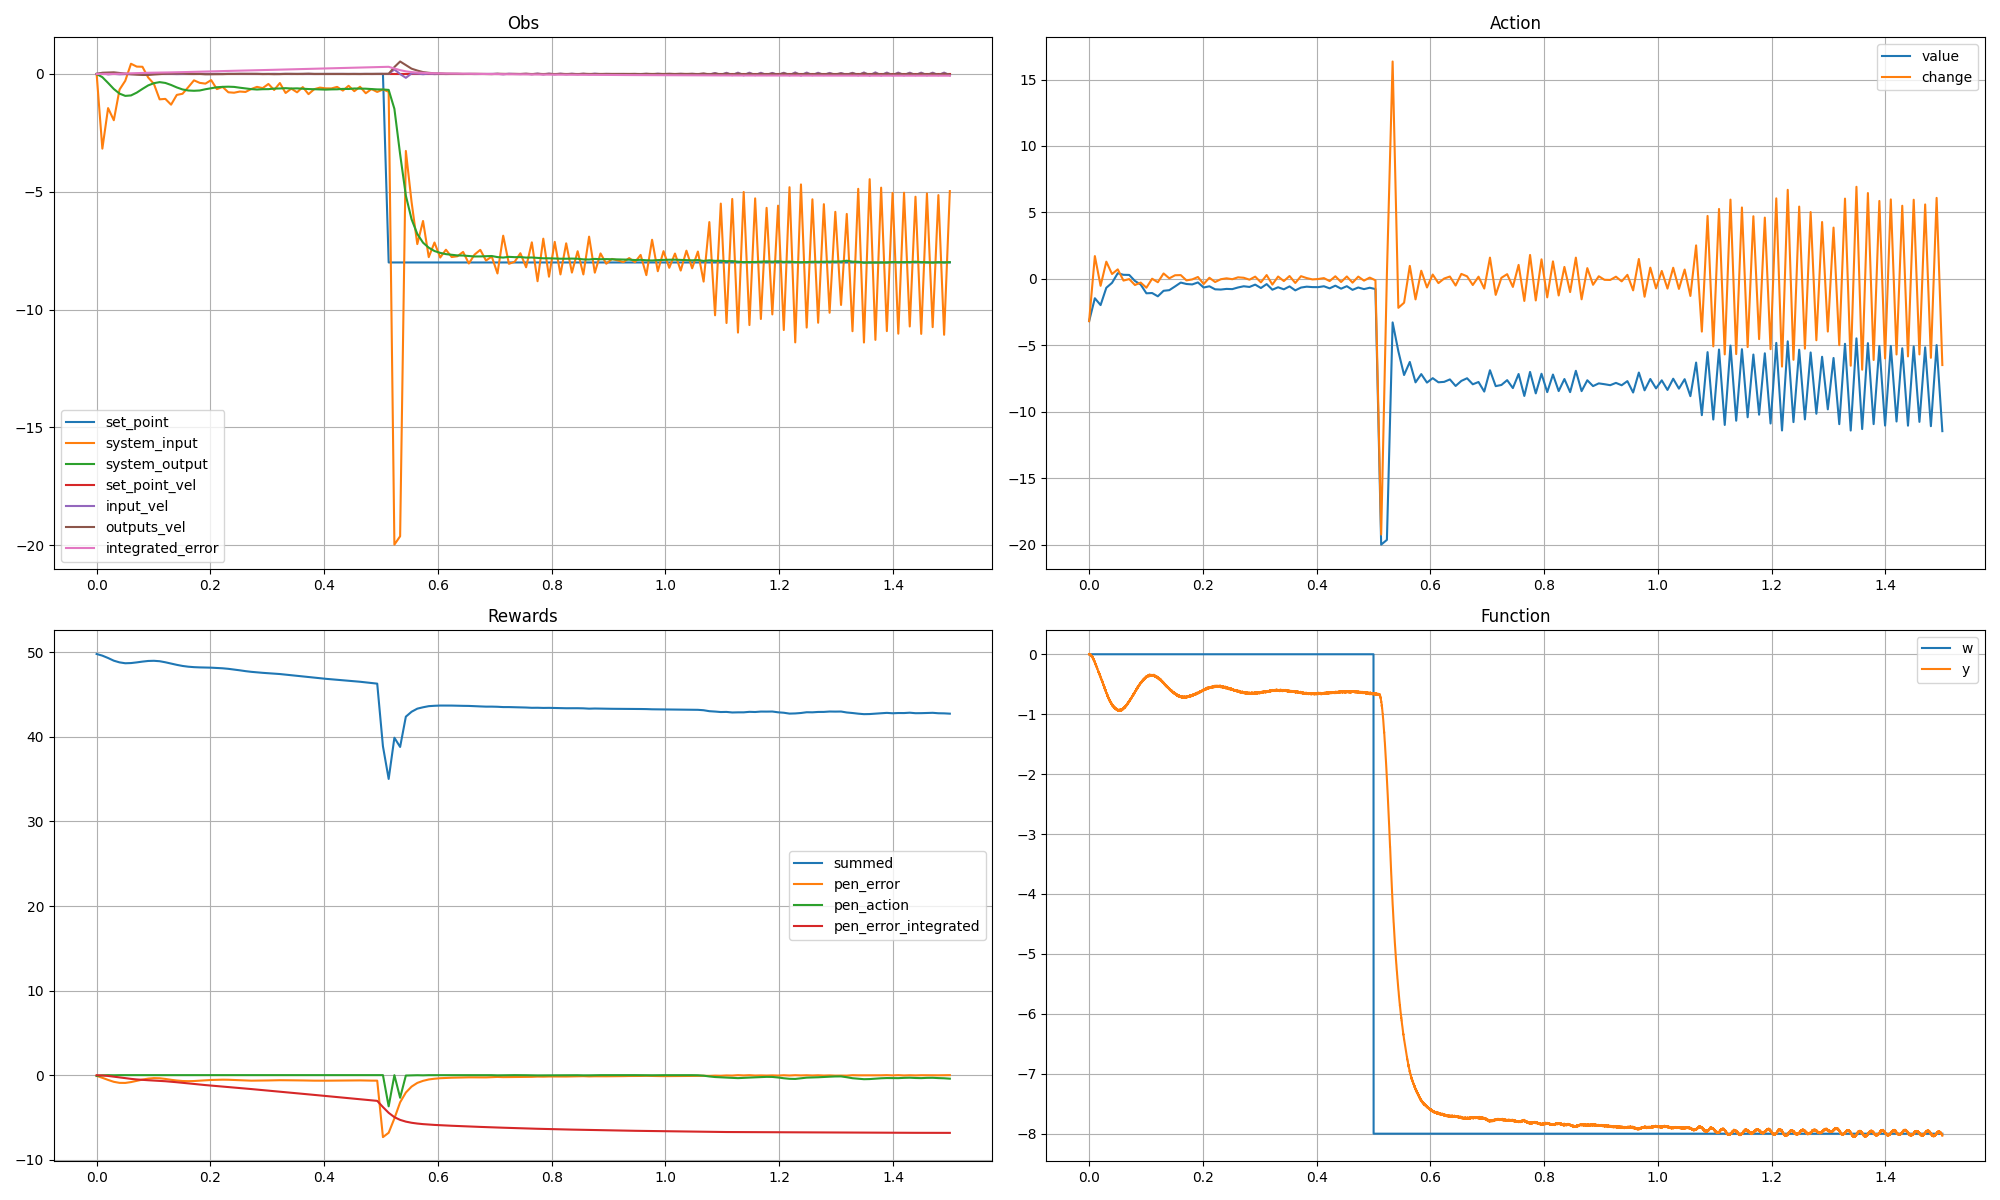 Obs
0
−5
−10
−15
−20
set_point
system_input
system_output
set_point_vel
input_vel
outputs_vel
integrated_error
0.0 0.2 0.4 0.6 0.8 1.0 1.2 1.4
Action
15
10
5
0
−5
−10
−15
−20
value
change
0.0 0.2 0.4 0.6 0.8 1.0 1.2 1.4
Rewards
50
40
30
20
10
0
−10
summed
pen_error
pen_action
pen_error_integrated
0.0 0.2 0.4 0.6 0.8 1.0 1.2 1.4
Function
0
−1
−2
−3
−4
−5
−6
−7
−8
w
y
0.0 0.2 0.4 0.6 0.8 1.0 1.2 1.4